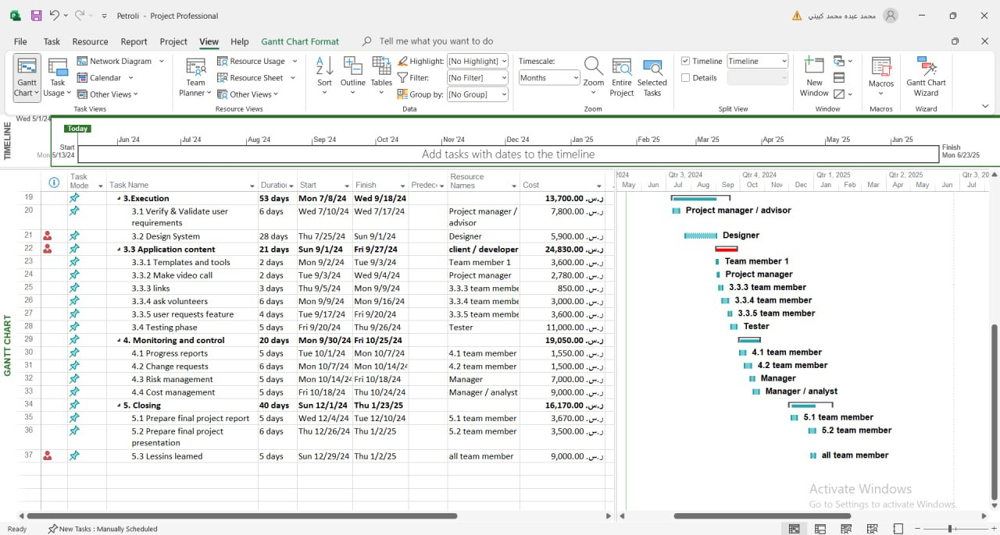 Petroli - Project Professional
محمد عبده محمد كبيني
File Task Resource Report Project View Help Gantt Chart Format Tell me what you want to do
Gantt Chart
Task Usage
Network Diagram
Calendar
Other Views
Task Views
Team Planner
Resource Usage
Resource Sheet
Other Views
Resource Views
Sort
Outline
Tables
Highlight: [No Highlight]
Filter: [No Filter]
Group by: [No Group]
Data
Timescale:
Months
Zoom
Entire Project
Selected Tasks
Zoom
Timeline Timeline
Details
Split View
New Window
Window
Macros
Macros
Gantt Chart Wizard
Wizard
TIMELINE
Wed 5/1/24
Today
Jun '24 Jul '24 Aug '24 Sep '24 Oct '24 Nov '24 Dec '24 Jan '25 Feb '25 Mar '25 Apr '25 May '25 Jun '25
Start
Mon 5/13/24
Add tasks with dates to the timeline
Finish
Mon 6/23/25
GANTT CHART
Task Mode Task Name Duration Start Finish Predec Resource Names Cost
19 3.Execution 53 days Mon 7/8/24 Wed 9/18/24 13,700.00 ر.س.
20 3.1 Verify & Validate user requirements 6 days Wed 7/10/24 Wed 7/17/24 Project manager / advisor 7,800.00 ر.س.
21 3.2 Design System 28 days Thu 7/25/24 Sun 9/1/24 Designer 5,900.00 ر.س.
22 3.3 Application content 21 days Sun 9/1/24 Fri 9/27/24 client / developer 24,830.00 ر.س.
23 3.3.1 Templates and tools 2 days Mon 9/2/24 Tue 9/3/24 Team member 1 3,600.00 ر.س.
24 3.3.2 Make video call 2 days Tue 9/3/24 Wed 9/4/24 Project manager 2,780.00 ر.س.
25 3.3.3 links 3 days Thu 9/5/24 Mon 9/9/24 3.3.3 team membe 850.00 ر.س.
26 3.3.4 ask volunteers 6 days Mon 9/9/24 Mon 9/16/24 3.3.4 team membe 3,000.00 ر.س.
27 3.3.5 user requests feature 4 days Tue 9/17/24 Fri 9/20/24 3.3.5 team membe 3,600.00 ر.س.
28 3.4 Testing phase 5 days Fri 9/20/24 Thu 9/26/24 Tester 11,000.00 ر.س.
29 4. Monitoring and control 20 days Mon 9/30/24 Fri 10/25/24 19,050.00 ر.س.
30 4.1 Progress reports 5 days Tue 10/1/24 Mon 10/7/24 4.1 team member 1,550.00 ر.س.
31 4.2 Change requests 6 days Mon 10/7/24 Mon 10/14/24 4.2 team member 1,500.00 ر.س.
32 4.3 Risk management 5 days Mon 10/14/24 Fri 10/18/24 Manager 7,000.00 ر.س.
33 4.4 Cost management 5 days Fri 10/18/24 Thu 10/24/24 Manager / analyst 9,000.00 ر.س.
34 5. Closing 40 days Sun 12/1/24 Thu 1/23/25 16,170.00 ر.س.
35 5.1 Prepare final project report 5 days Wed 12/4/24 Tue 12/10/24 5.1 team member 3,670.00 ر.س.
36 5.2 Prepare final project presentation 6 days Thu 12/26/24 Thu 1/2/25 5.2 team member 3,500.00 ر.س.
37 5.3 Lessins leamed 5 days Sun 12/29/24 Thu 1/2/25 all team member 9,000.00 ر.س.
2024 Qtr 3, 2024 Qtr 4, 2024 Qtr 1, 2025 Qtr 2, 2025 Qtr 3, 20
May Jun Jul Aug Sep Oct Nov Dec Jan Feb Mar Apr May Jun Jul
Project manager / advisor
Designer
Team member 1
Project manager
3.3.3 team member
3.3.4 team member
3.3.5 team member
Tester
4.1 team member
4.2 team member
Manager
Manager / analyst
5.1 team member
5.2 team member
all team member
Activate Windows
Go to Settings to activate Windows.
Ready New Tasks : Manually Scheduled